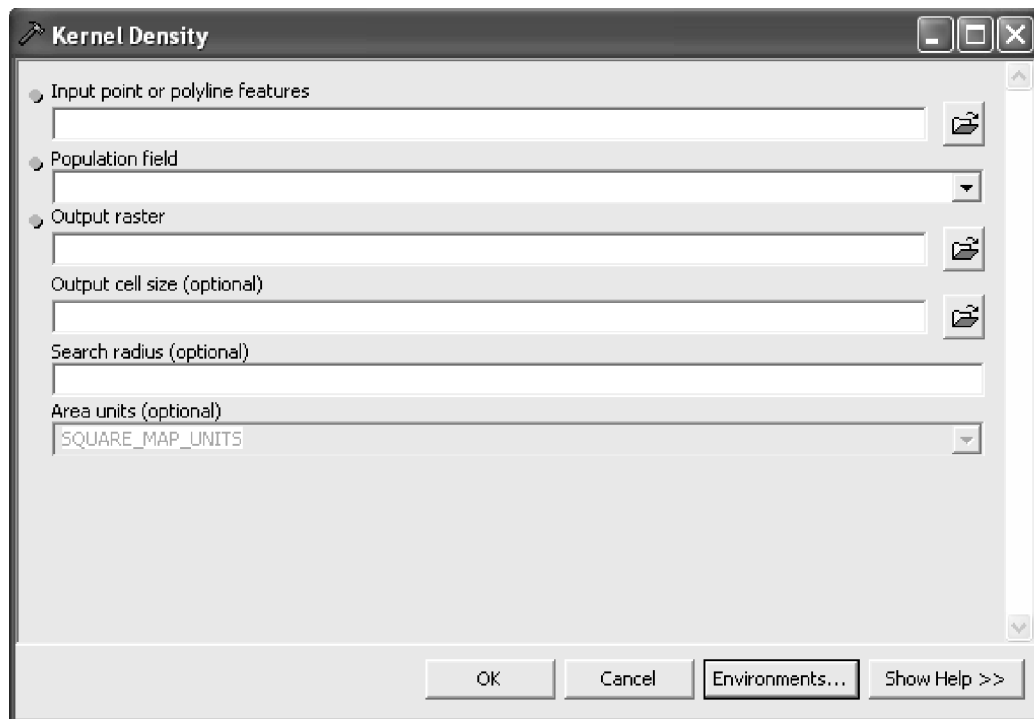 Kernel Density
Input point or polyline features
Population field
Output raster
Output cell size (optional)
Search radius (optional)
Area units (optional)
SQUARE_MAP_UNITS
OK Cancel Environments... Show Help >>